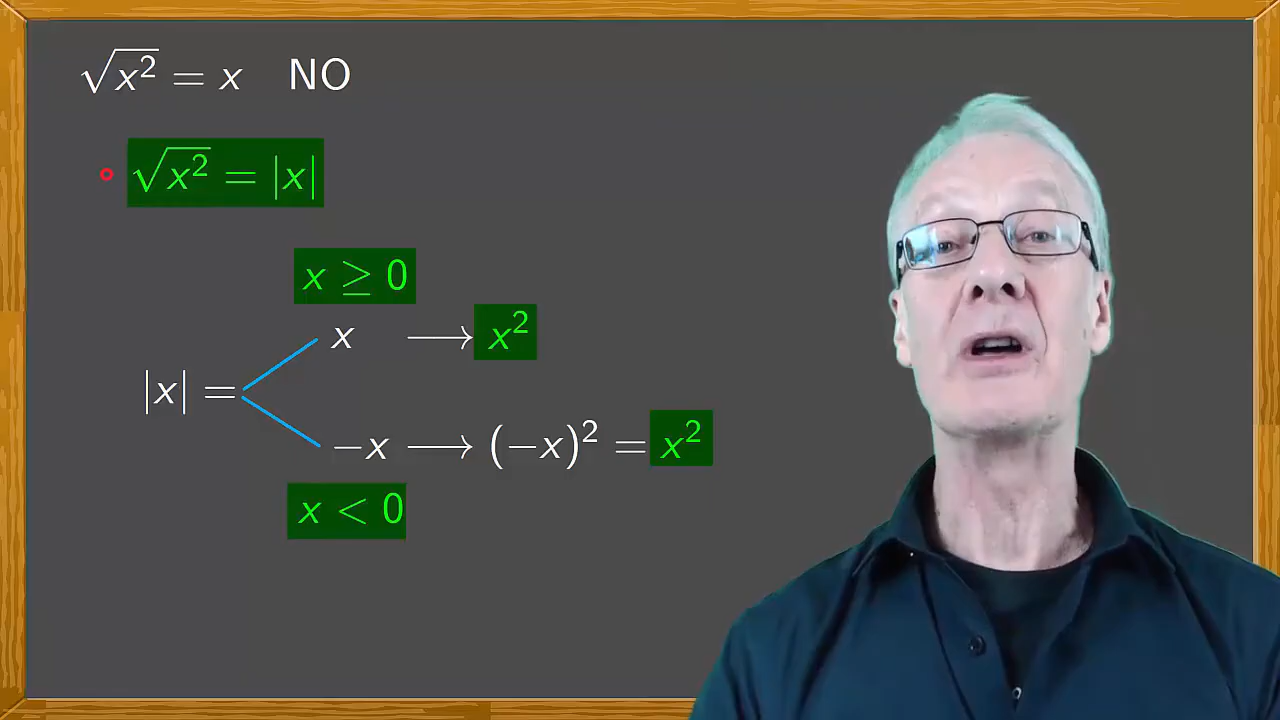 √x² = x NO
√x² = |x|
x ≥ 0
x ⟶ x²
|x| =
−x ⟶ (−x)² = x²
x < 0